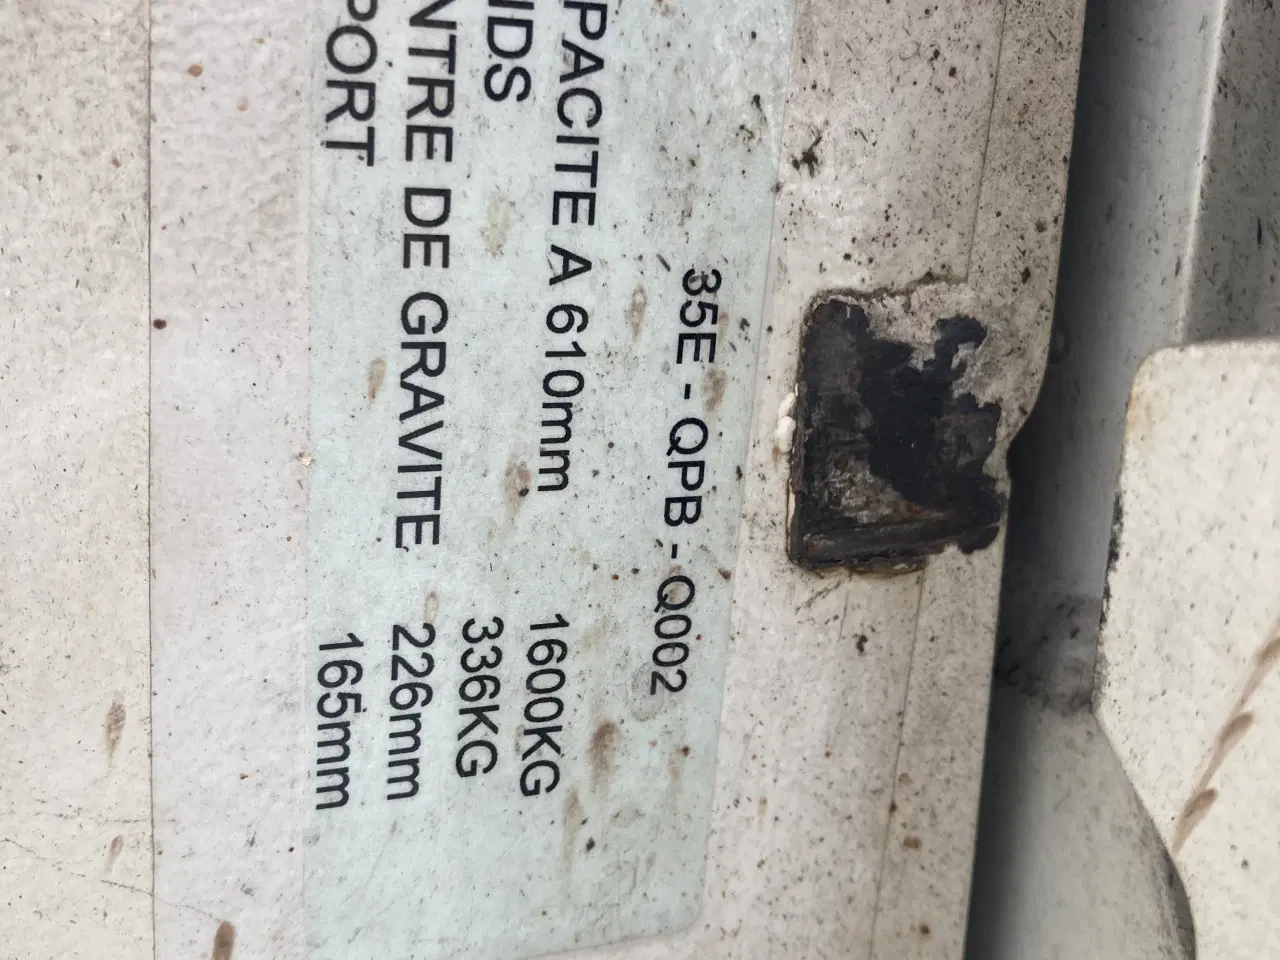 35E - QPB - Q002
PACITE A 610mm 1600KG
IDS 336KG
NTRE DE GRAVITE 226mm
PORT 165mm